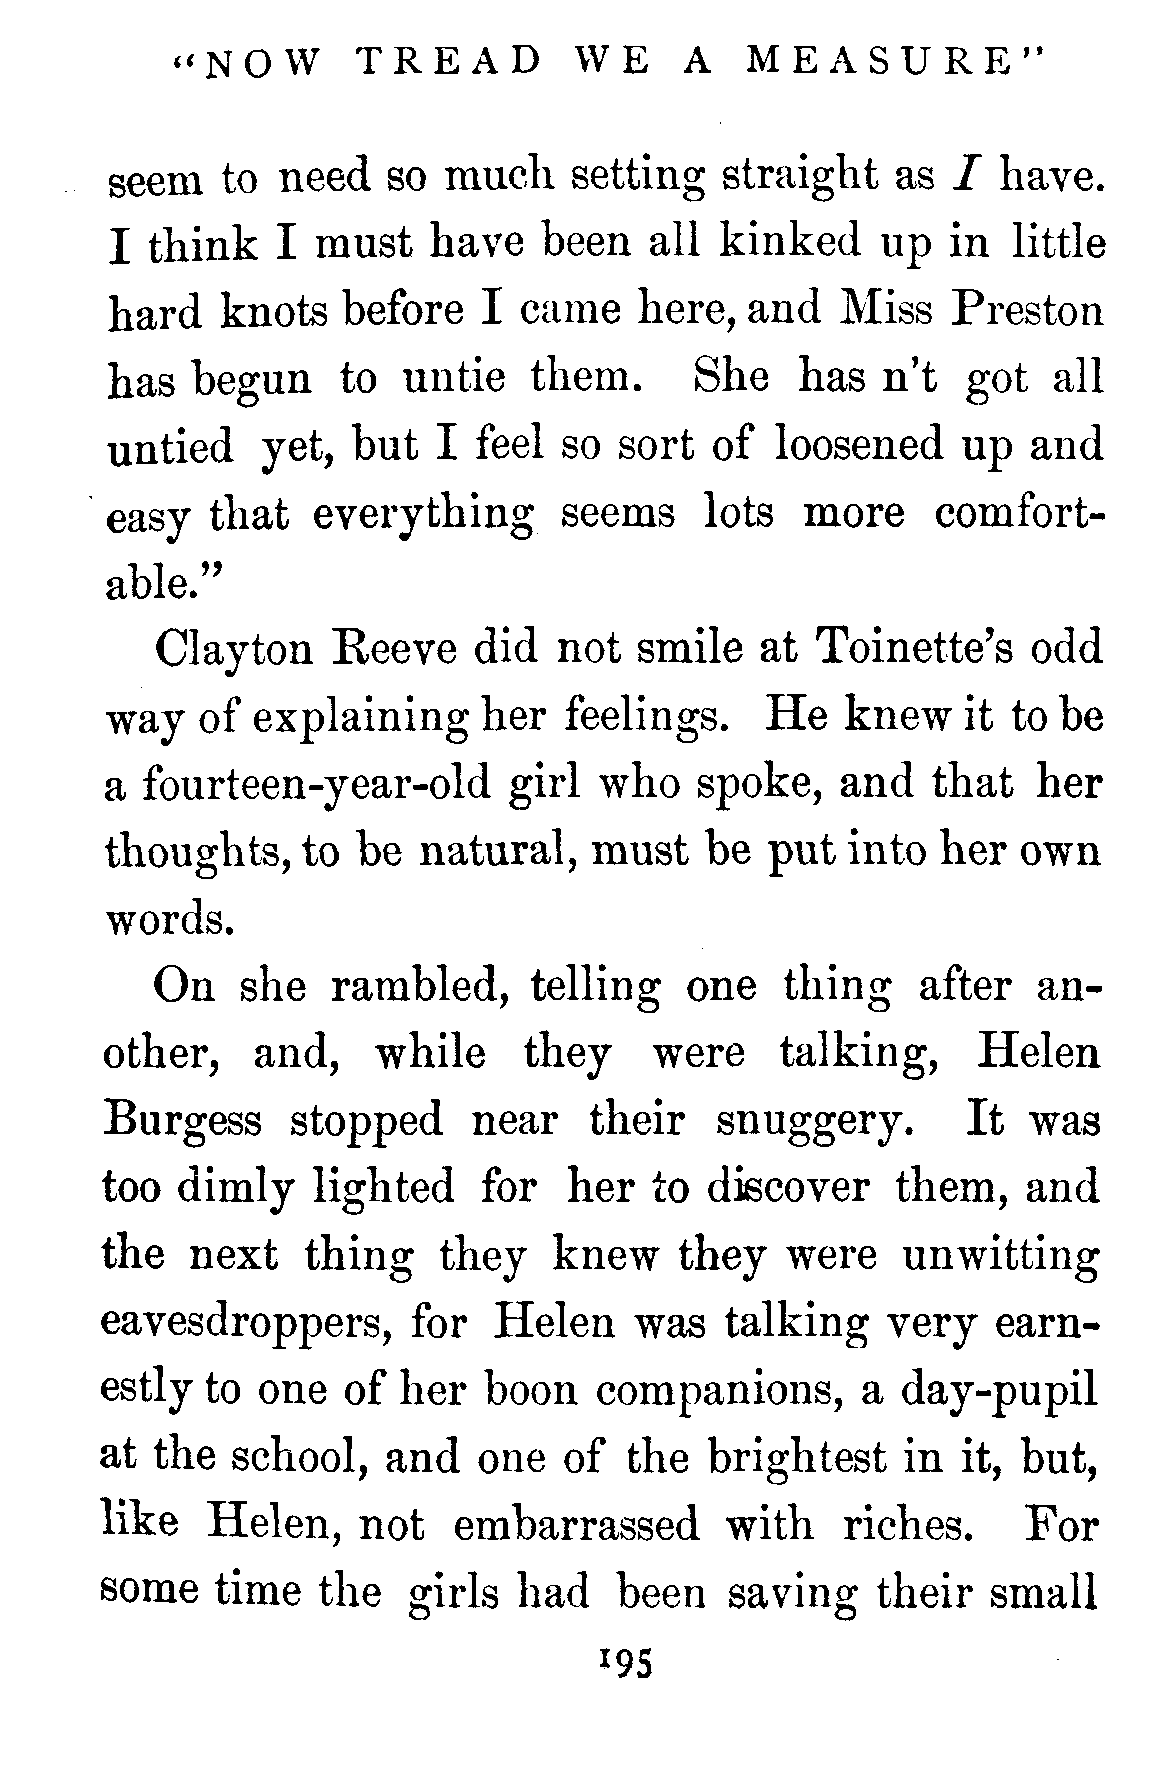 "NOW TREAD WE A MEASURE"
seem to need so much setting straight as I have.
I think I must have been all kinked up in little
hard knots before I came here, and Miss Preston
has begun to untie them. She has n't got all
untied yet, but I feel so sort of loosened up and
easy that everything seems lots more comfort-
able."
Clayton Reeve did not smile at Toinette's odd
way of explaining her feelings. He knew it to be
a fourteen-year-old girl who spoke, and that her
thoughts, to be natural, must be put into her own
words.
On she rambled, telling one thing after an-
other, and, while they were talking, Helen
Burgess stopped near their snuggery. It was
too dimly lighted for her to discover them, and
the next thing they knew they were unwitting
eavesdroppers, for Helen was talking very earn-
estly to one of her boon companions, a day-pupil
at the school, and one of the brightest in it, but,
like Helen, not embarrassed with riches. For
some time the girls had been saving their small
195